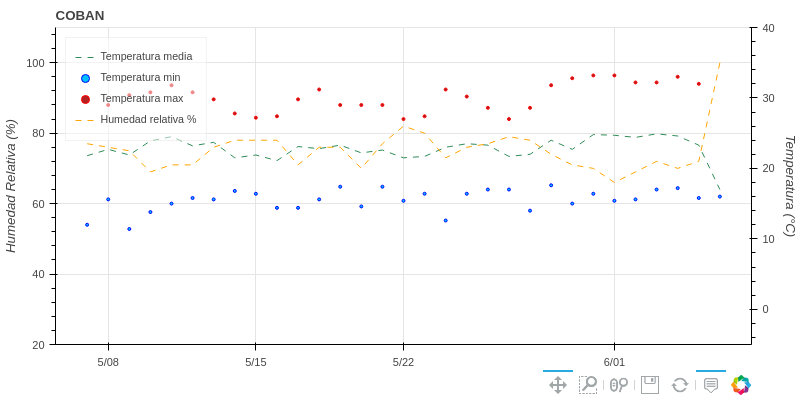 COBAN
Temperatura media
Temperatura min
Temperatura max
Humedad relativa %
Humedad Relativa (%)
100
80
60
40
20
Temperatura (°C)
40
30
20
10
0
5/08
5/15
5/22
6/01